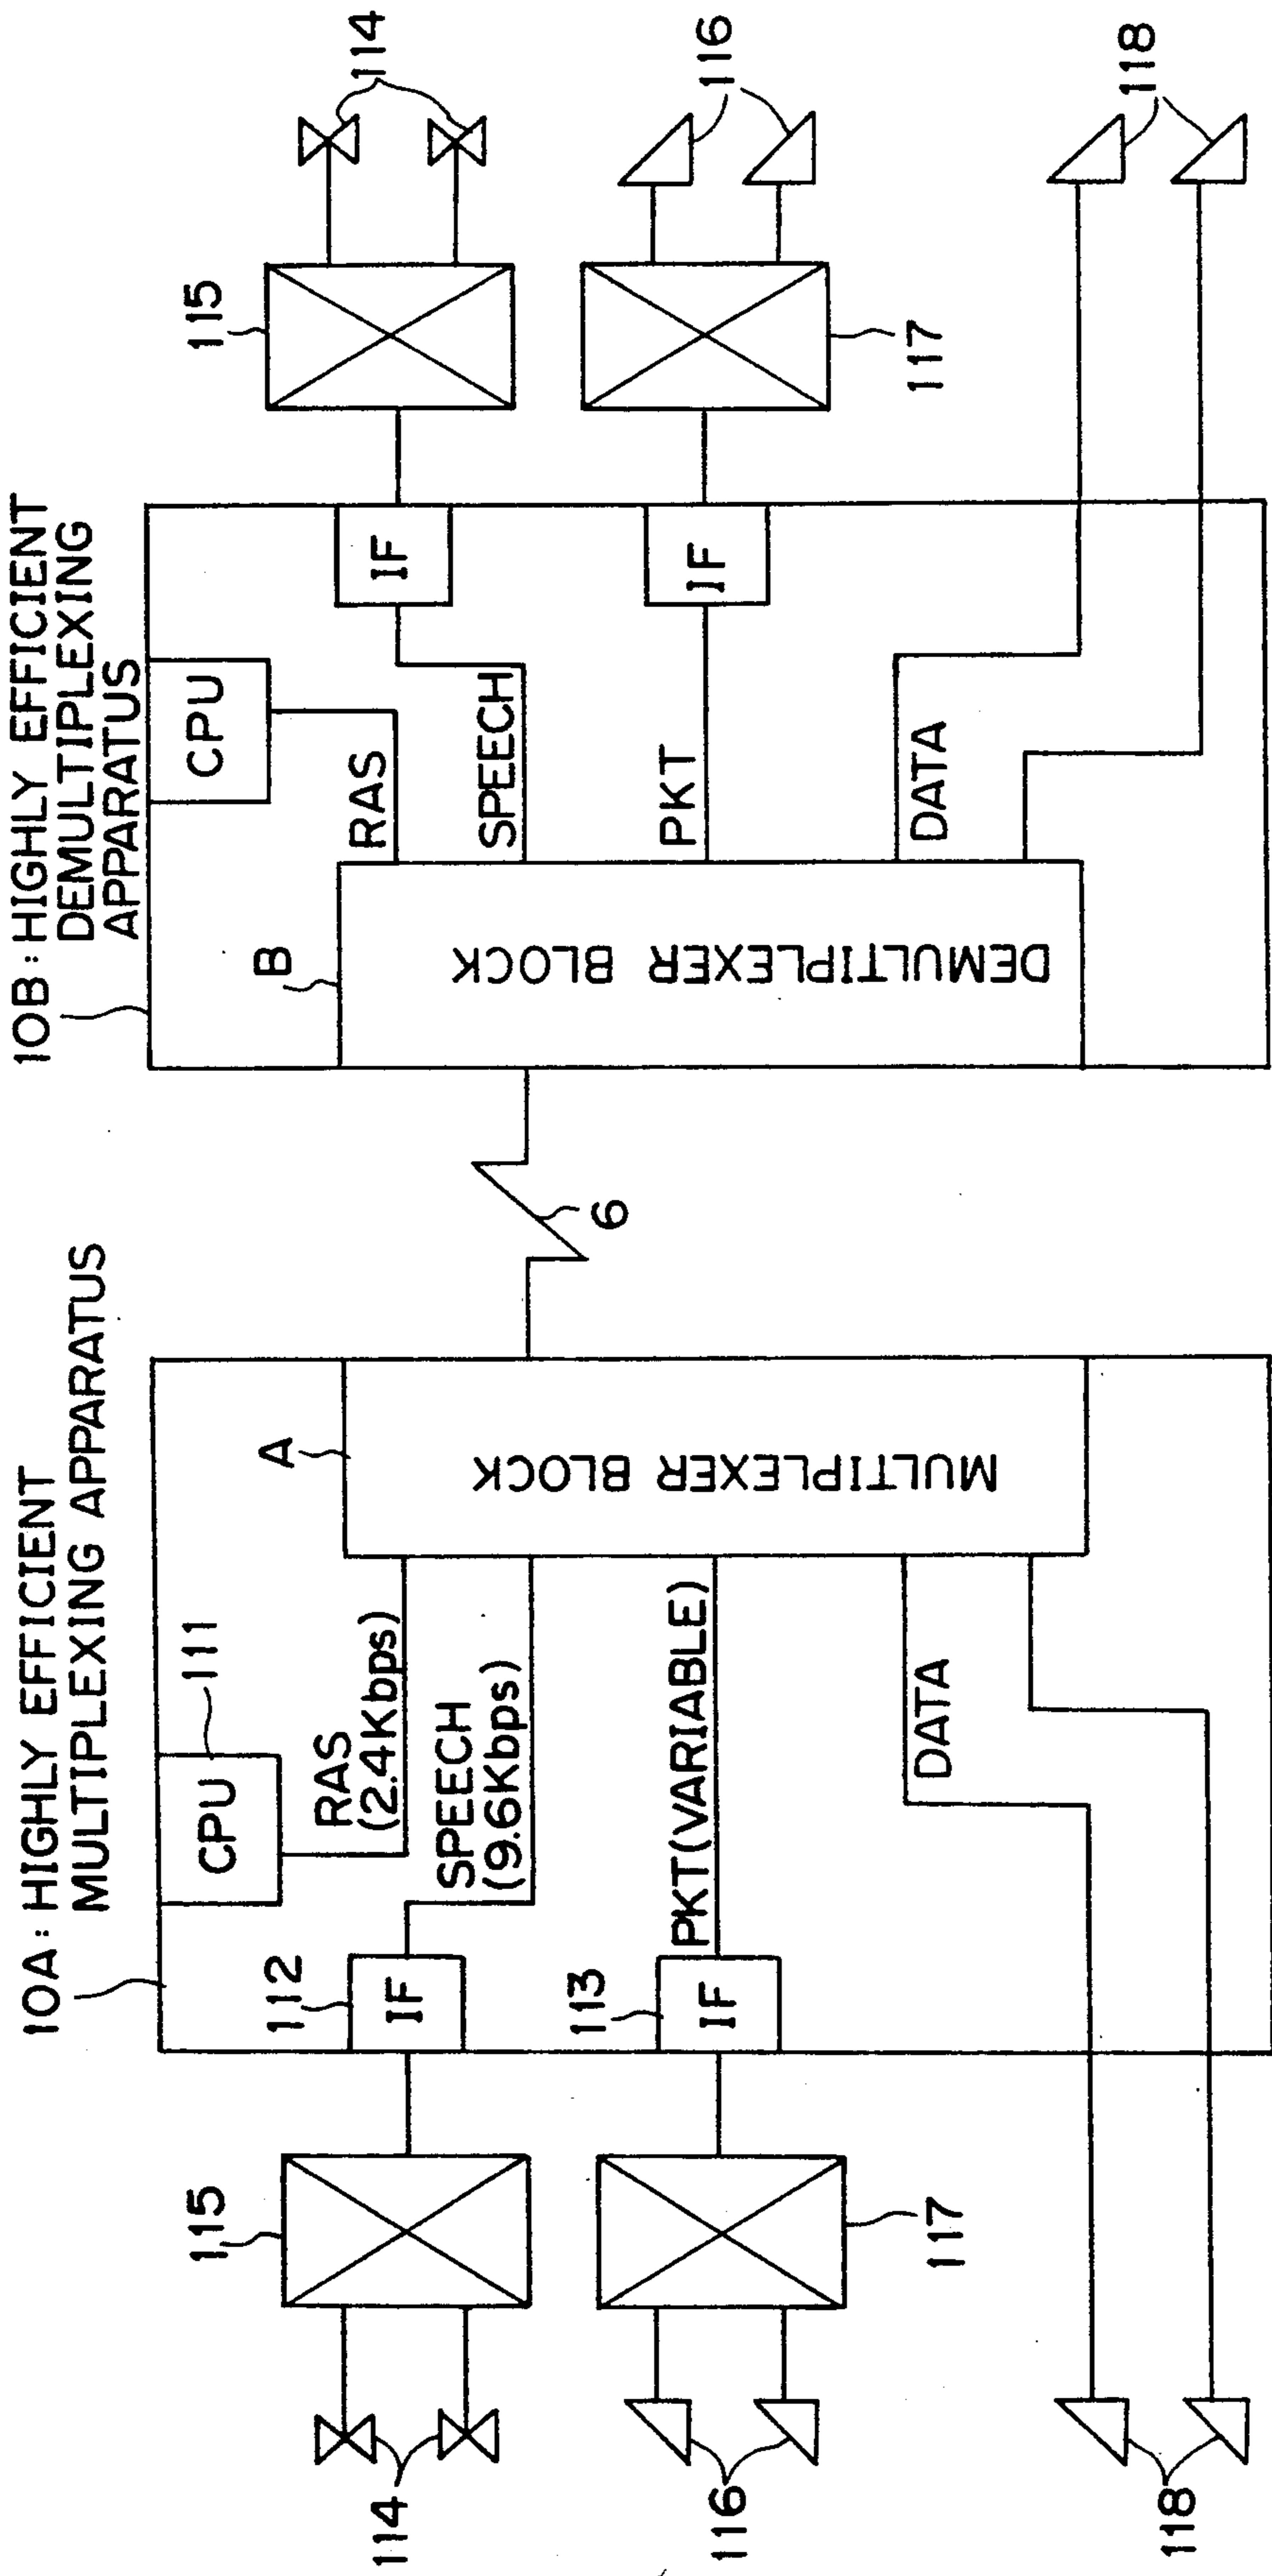 10A: HIGHLY EFFICIENT
MULTIPLEXING APPARATUS
10B: HIGHLY EFFICIENT
DEMULTIPLEXING
APPARATUS
114
115
112
IF
CPU
111
RAS
(2.4Kbps)
SPEECH
(9.6Kbps)
A
MULTIPLEXER BLOCK
116
117
113
IF
PKT(VARIABLE)
118
DATA
6
B
DEMULTIPLEXER BLOCK
CPU
RAS
SPEECH
IF
115
114
PKT
IF
117
116
DATA
118